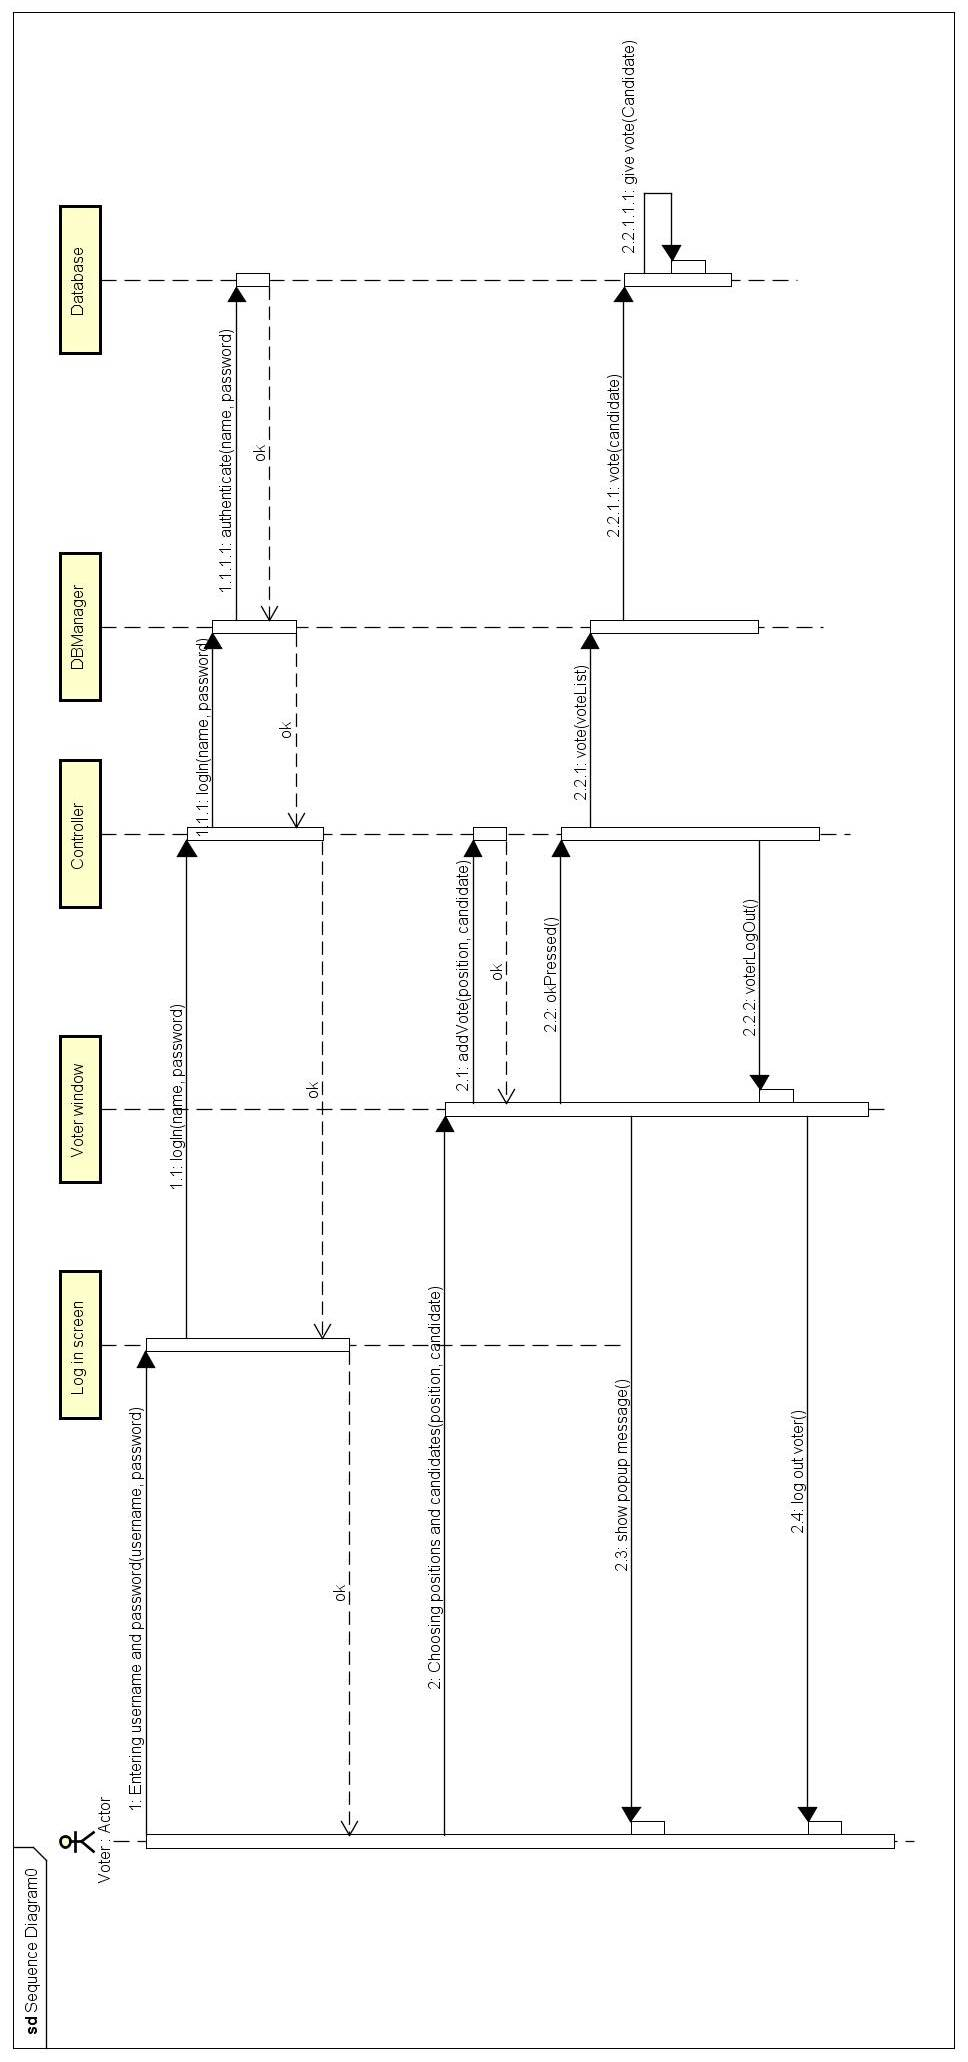 sd Sequence Diagram0
Voter : Actor
Log in screen
Voter window
Controller
DBManager
Database
1: Entering username and password(username, password)
1.1: logIn(name, password)
1.1.1: logIn(name, password)
1.1.1.1: authenticate(name, password)
ok
ok
ok
ok
2: Choosing positions and candidates(position, candidate)
2.1: addVote(position, candidate)
ok
2.2: okPressed()
2.2.1: vote(voteList)
2.2.1.1: vote(candidate)
2.2.1.1.1: give vote(Candidate)
2.3: show popup message()
2.2.2: voterLogOut()
2.4: log out voter()